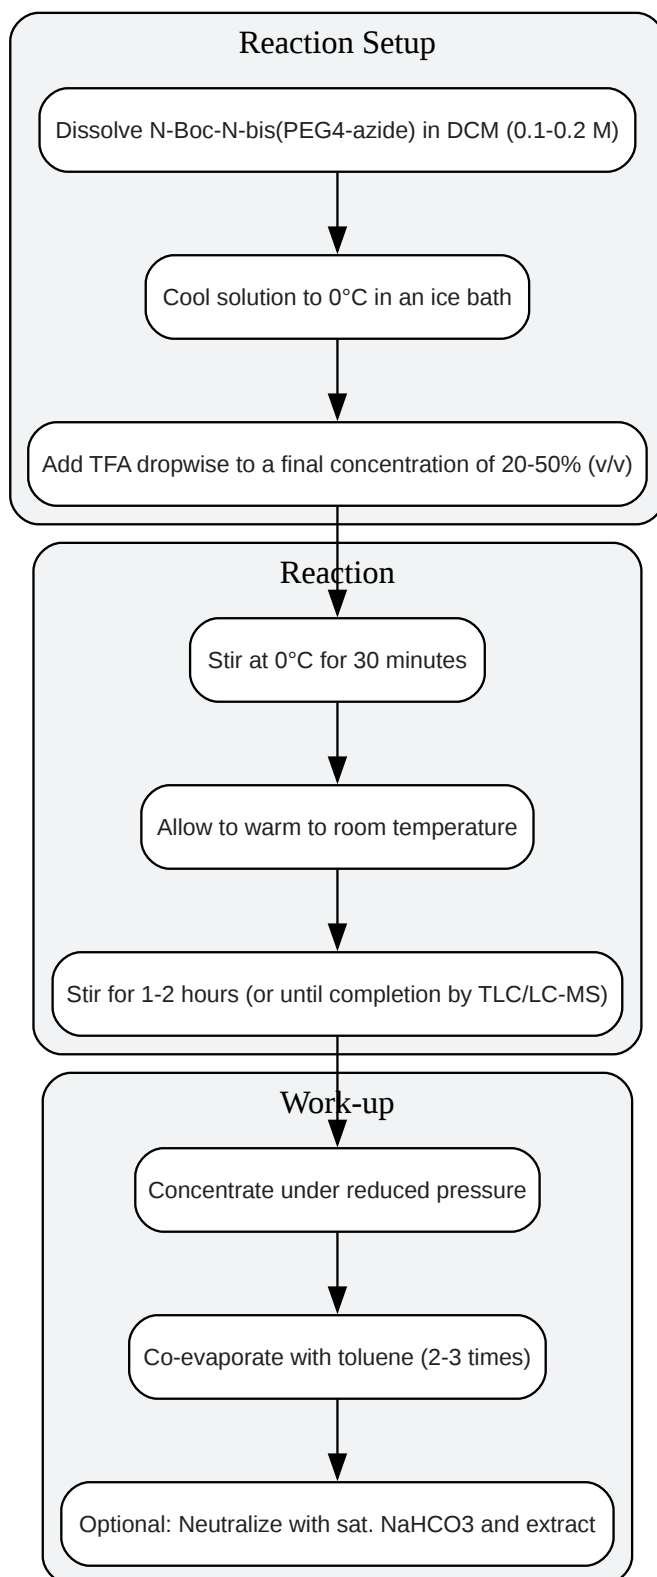 Reaction Setup
Dissolve N-Boc-N-bis(PEG4-azide) in DCM (0.1-0.2 M)
Cool solution to 0°C in an ice bath
Add TFA dropwise to a final concentration of 20-50% (v/v)
Reaction
Stir at 0°C for 30 minutes
Allow to warm to room temperature
Stir for 1-2 hours (or until completion by TLC/LC-MS)
Work-up
Concentrate under reduced pressure
Co-evaporate with toluene (2-3 times)
Optional: Neutralize with sat. NaHCO3 and extract